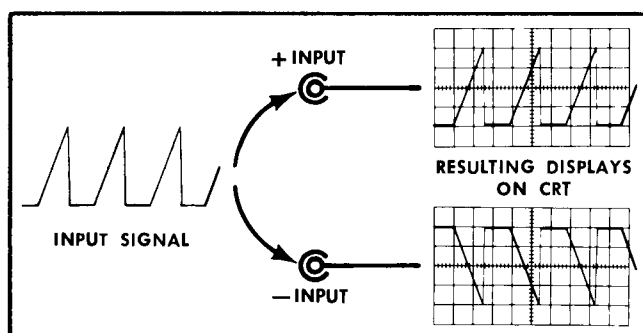 + INPUT
INPUT SIGNAL
RESULTING DISPLAYS
ON CRT
— INPUT